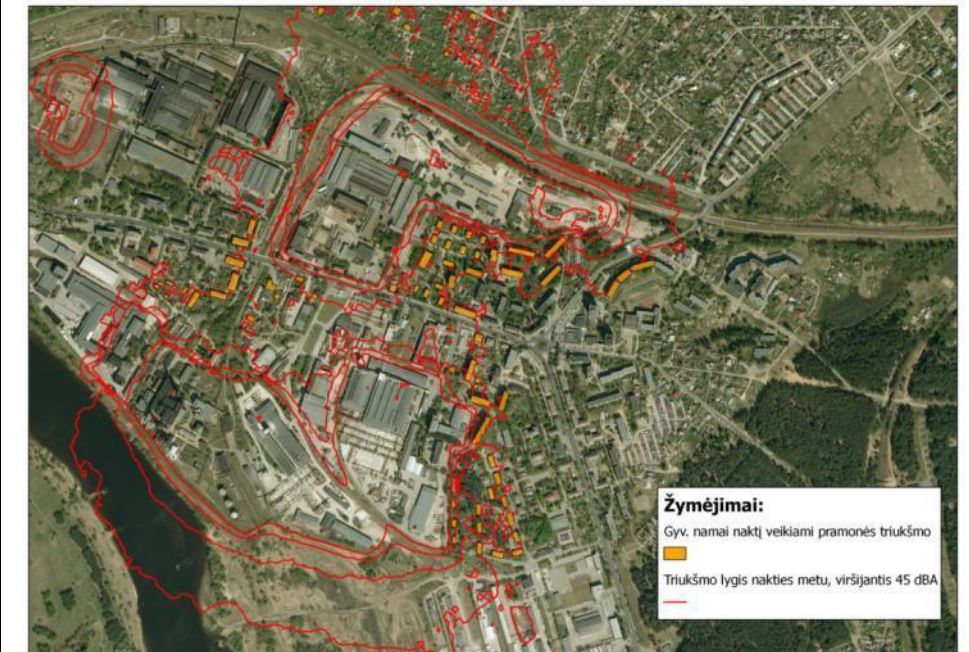 Žymėjimai:
Gyv. namai naktį veikiami pramonės triukšmo
Triukšmo lygis nakties metu, viršijantis 45 dBA